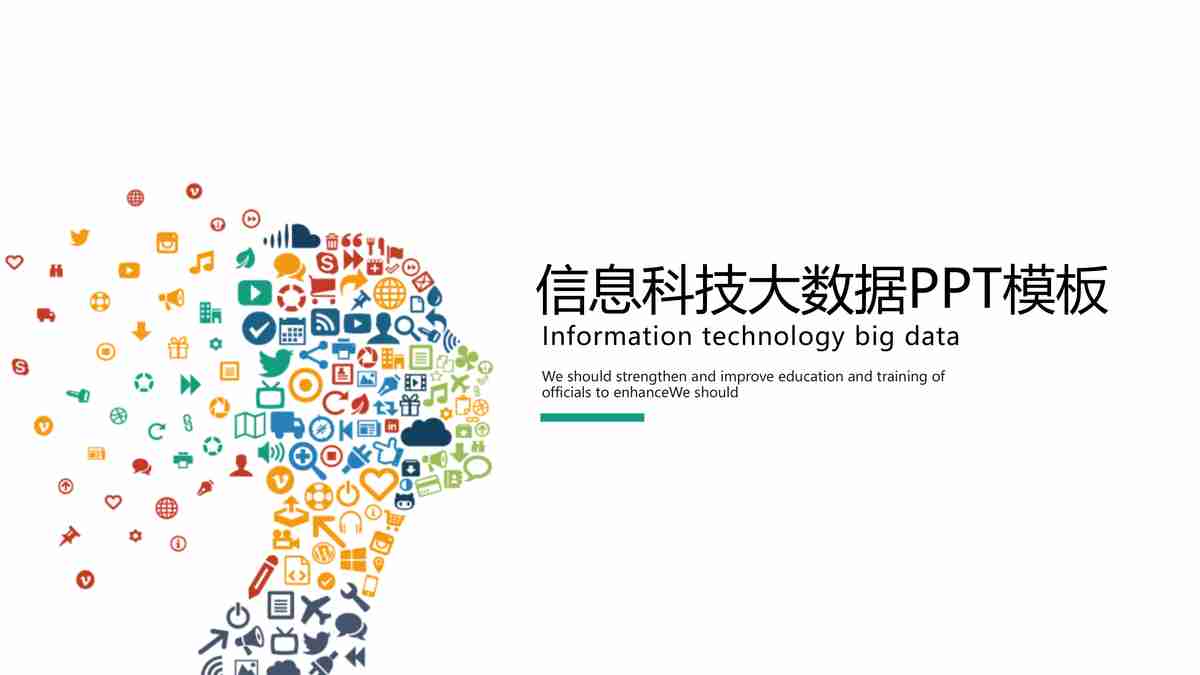 信息科技大数据PPT模板
Information technology big data
We should strengthen and improve education and training of
officials to enhanceWe should